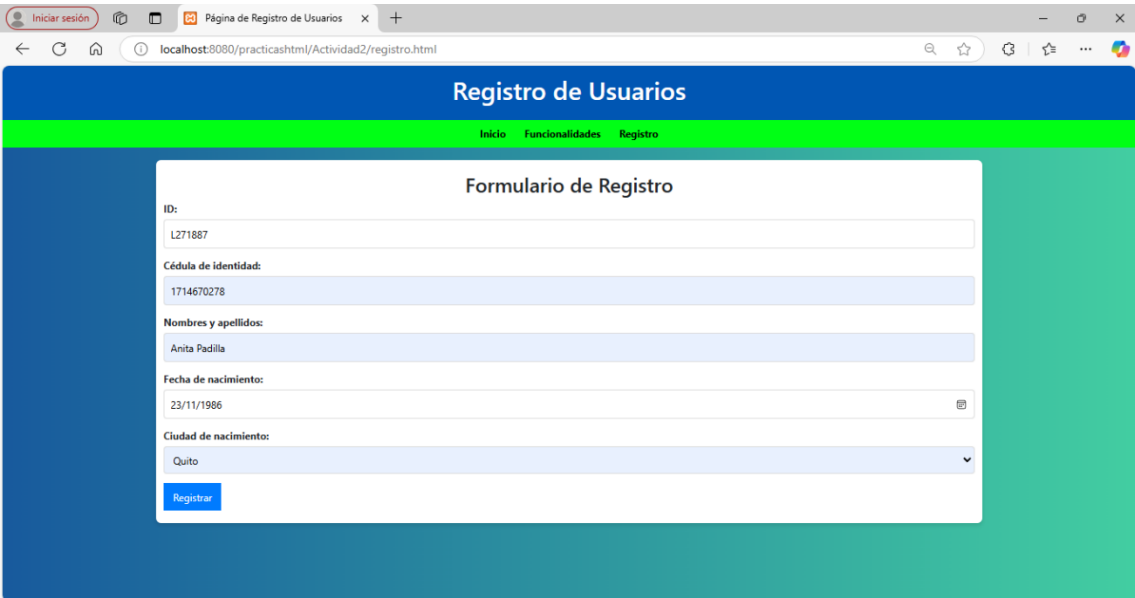 Iniciar sesión
Página de Registro de Usuarios
localhost:8080/practicashtml/Actividad2/registro.html
Registro de Usuarios
Inicio Funcionalidades Registro
Formulario de Registro
ID:
L271887
Cédula de identidad:
1714670278
Nombres y apellidos:
Anita Padilla
Fecha de nacimiento:
23/11/1986
Ciudad de nacimiento:
Quito
Registrar